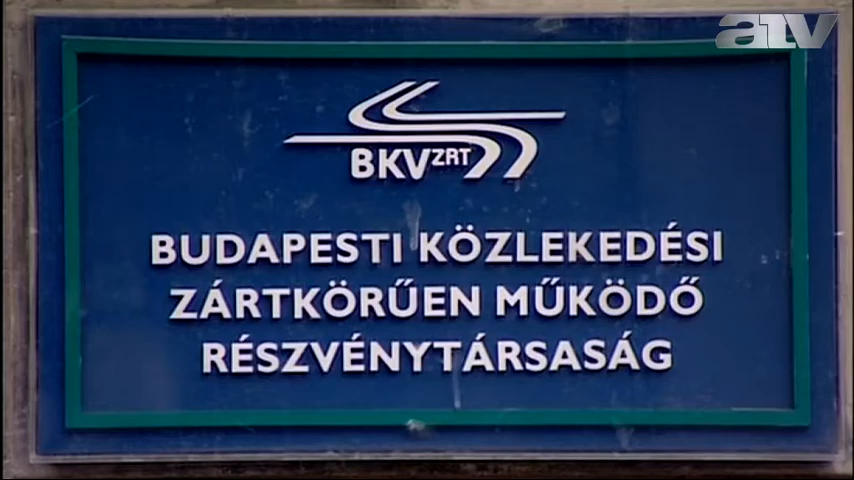 atv
BKV ZRT
BUDAPESTI KÖZLEKEDÉSI
ZÁRTKÖRŰEN MŰKÖDŐ
RÉSZVÉNYTÁRSASÁG